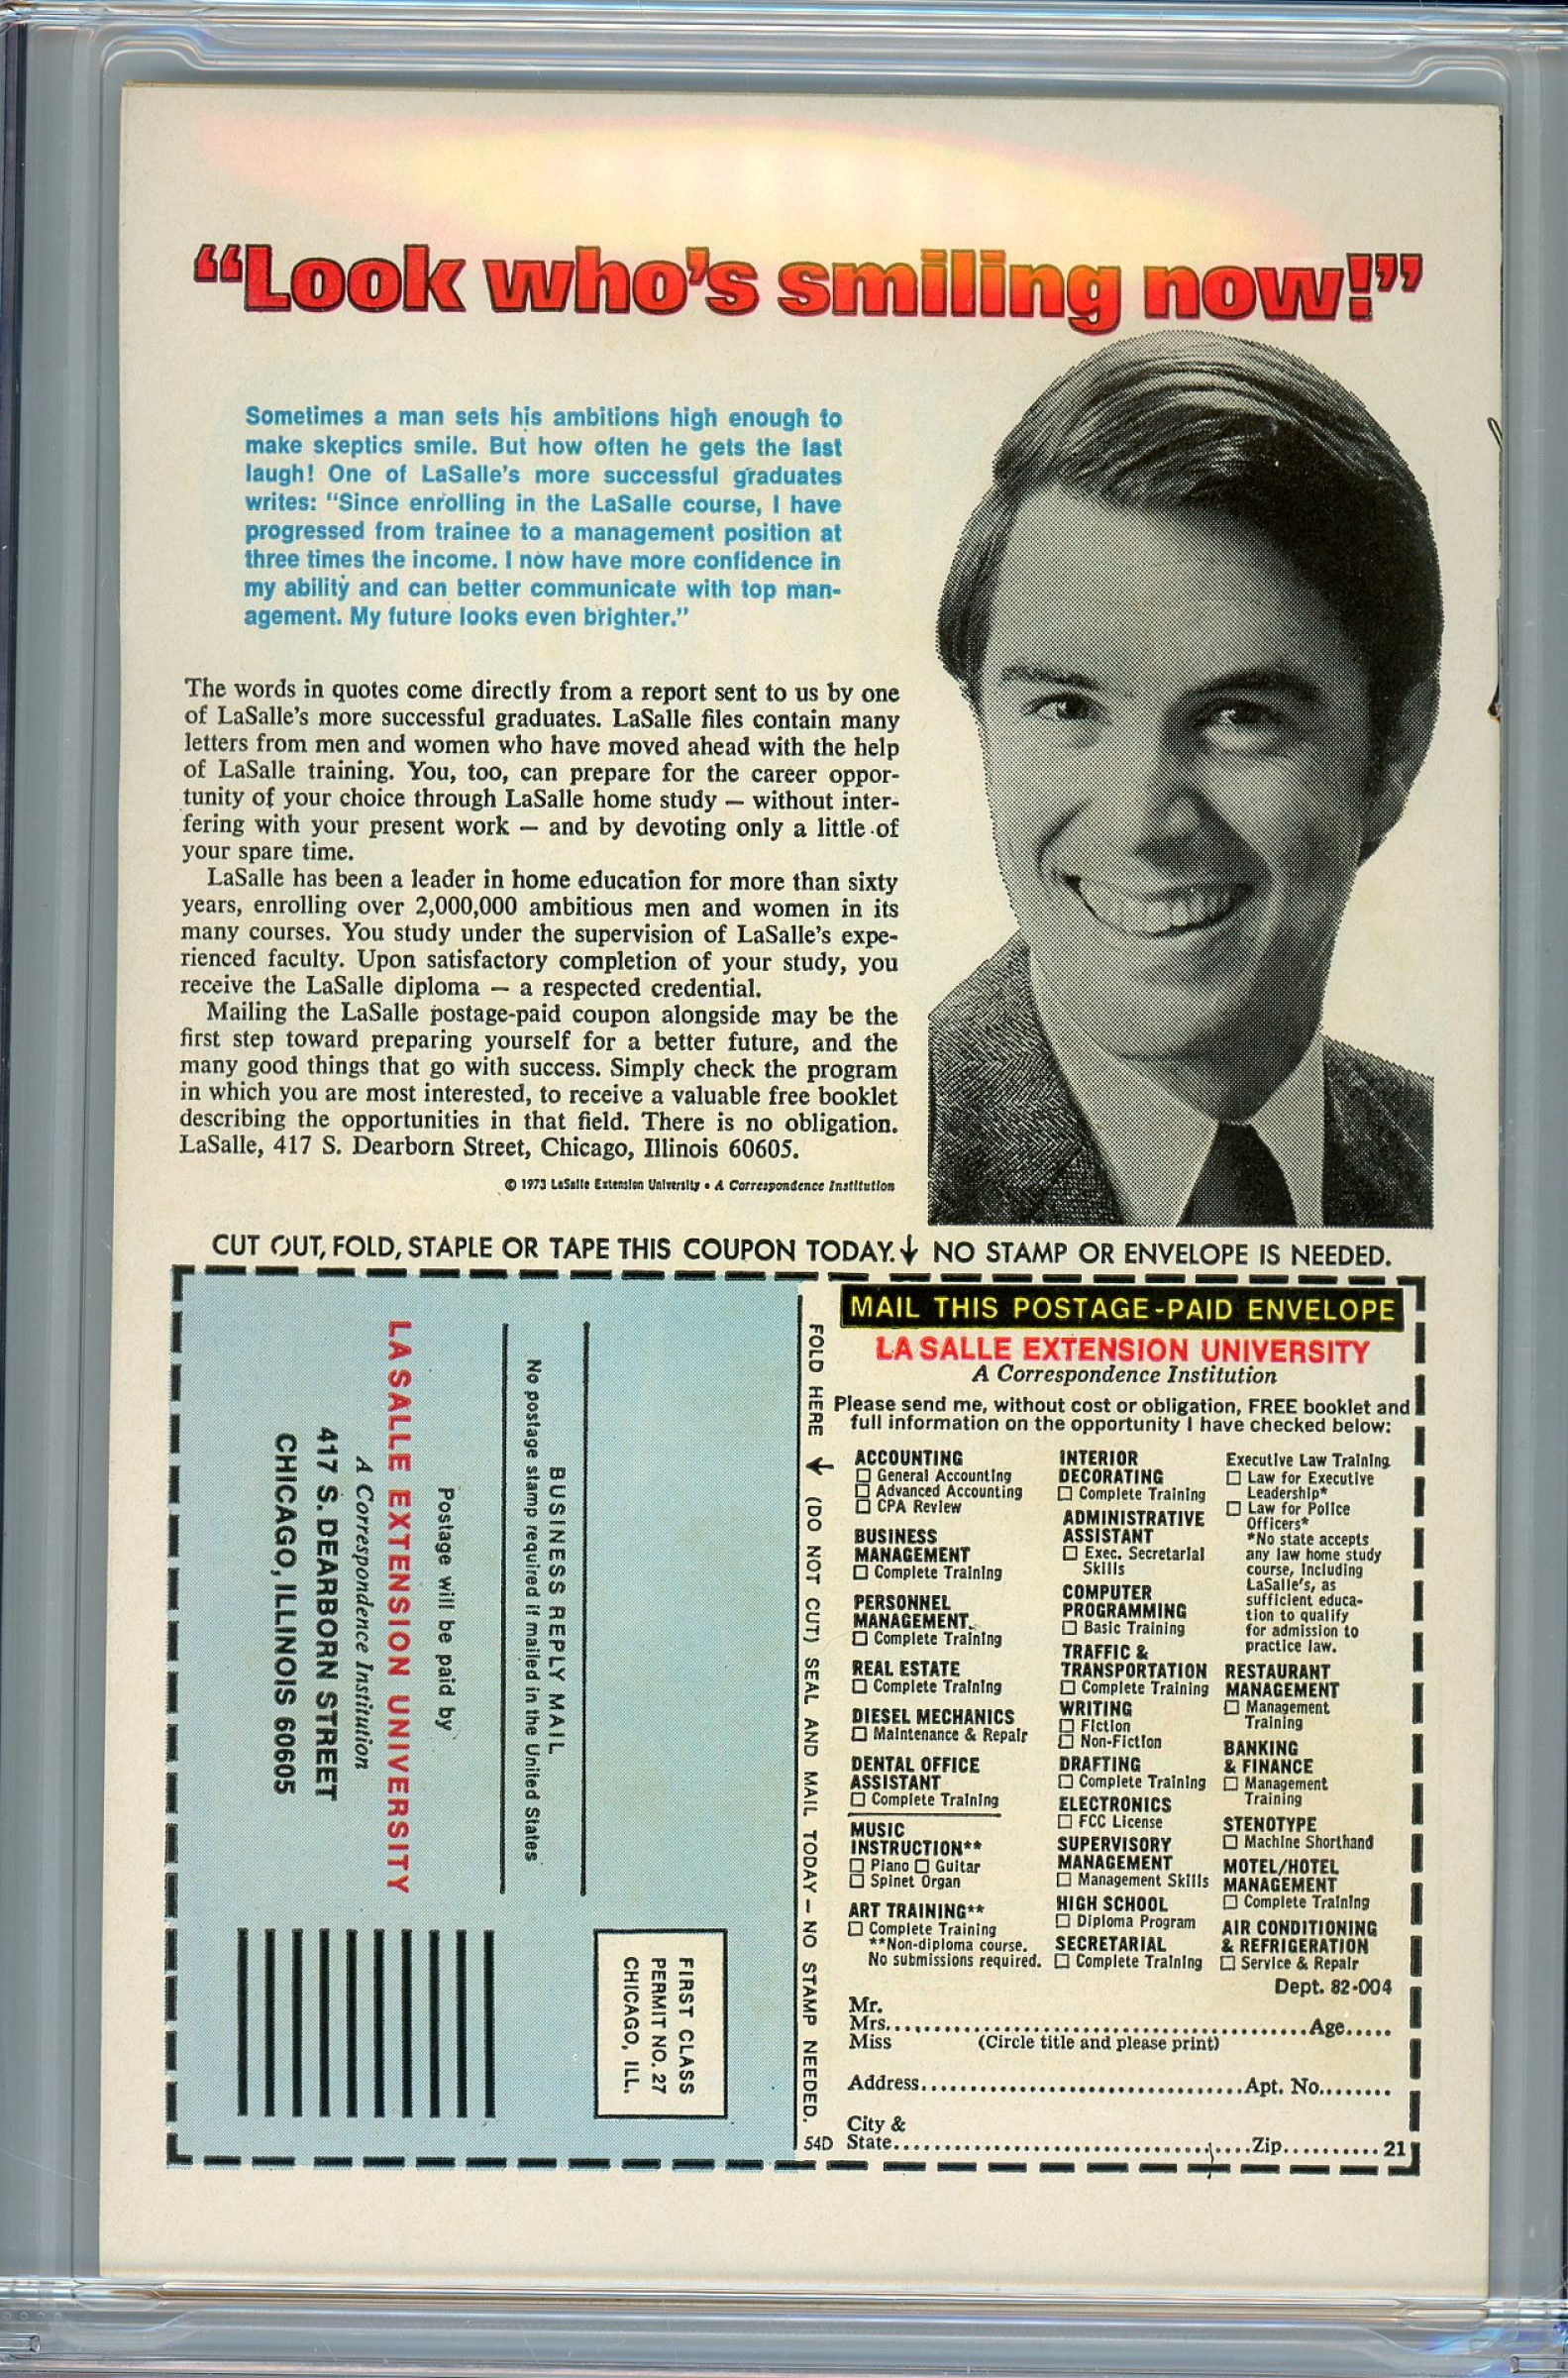 “Look who's smiling now!”
Sometimes a man sets his ambitions high enough to
make skeptics smile. But how often he gets the last
laugh! One of LaSalle's more successful graduates
writes: “Since enrolling in the LaSalle course, I have
progressed from trainee to a management position at
three times the income. I now have more confidence in
my ability and can better communicate with top man-
agement. My future looks even brighter.”
The words in quotes come directly from a report sent to us by one
of LaSalle's more successful graduates. LaSalle files contain many
letters from men and women who have moved ahead with the help
of LaSalle training. You, too, can prepare for the career oppor-
tunity of your choice through LaSalle home study — without inter-
fering with your present work — and by devoting only a little of
your spare time.
LaSalle has been a leader in home education for more than sixty
years, enrolling over 2,000,000 ambitious men and women in its
many courses. You study under the supervision of LaSalle's expe-
rienced faculty. Upon satisfactory completion of your study, you
receive the LaSalle diploma — a respected credential.
Mailing the LaSalle postage-paid coupon alongside may be the
first step toward preparing yourself for a better future, and the
many good things that go with success. Simply check the program
in which you are most interested, to receive a valuable free booklet
describing the opportunities in that field. There is no obligation.
LaSalle, 417 S. Dearborn Street, Chicago, Illinois 60605.
© 1973 LaSalle Extension University • A Correspondence Institution
CUT OUT, FOLD, STAPLE OR TAPE THIS COUPON TODAY.↓ NO STAMP OR ENVELOPE IS NEEDED.
FIRST CLASS
PERMIT NO. 27
CHICAGO, ILL.
BUSINESS REPLY MAIL
No postage stamp required if mailed in the United States
Postage will be paid by
LA SALLE EXTENSION UNIVERSITY
A Correspondence Institution
417 S. DEARBORN STREET
CHICAGO, ILLINOIS 60605
FOLD HERE ← (DO NOT CUT) SEAL AND MAIL TODAY — NO STAMP NEEDED.
54D
MAIL THIS POSTAGE-PAID ENVELOPE
LA SALLE EXTENSION UNIVERSITY
A Correspondence Institution
Please send me, without cost or obligation, FREE booklet and
full information on the opportunity I have checked below:
ACCOUNTING
☐ General Accounting
☐ Advanced Accounting
☐ CPA Review
BUSINESS
MANAGEMENT
☐ Complete Training
PERSONNEL
MANAGEMENT
☐ Complete Training
REAL ESTATE
☐ Complete Training
DIESEL MECHANICS
☐ Maintenance & Repair
DENTAL OFFICE
ASSISTANT
☐ Complete Training
MUSIC
INSTRUCTION**
☐ Piano ☐ Guitar
☐ Spinet Organ
ART TRAINING**
☐ Complete Training
**Non-diploma course.
No submissions required.
INTERIOR
DECORATING
☐ Complete Training
ADMINISTRATIVE
ASSISTANT
☐ Exec. Secretarial
Skills
COMPUTER
PROGRAMMING
☐ Basic Training
TRAFFIC &
TRANSPORTATION
☐ Complete Training
WRITING
☐ Fiction
☐ Non-Fiction
DRAFTING
☐ Complete Training
ELECTRONICS
☐ FCC License
SUPERVISORY
MANAGEMENT
☐ Management Skills
HIGH SCHOOL
☐ Diploma Program
SECRETARIAL
☐ Complete Training
Executive Law Training
☐ Law for Executive
Leadership*
☐ Law for Police
Officers*
*No state accepts
any law home study
course, including
LaSalle's, as
sufficient educa-
tion to qualify
for admission to
practice law.
RESTAURANT
MANAGEMENT
☐ Management
Training
BANKING
& FINANCE
☐ Management
Training
STENOTYPE
☐ Machine Shorthand
MOTEL/HOTEL
MANAGEMENT
☐ Complete Training
AIR CONDITIONING
& REFRIGERATION
☐ Service & Repair
Dept. 82-004
Mr.
Mrs. Age
Miss (Circle title and please print)
Address Apt. No.
City &
State Zip 21